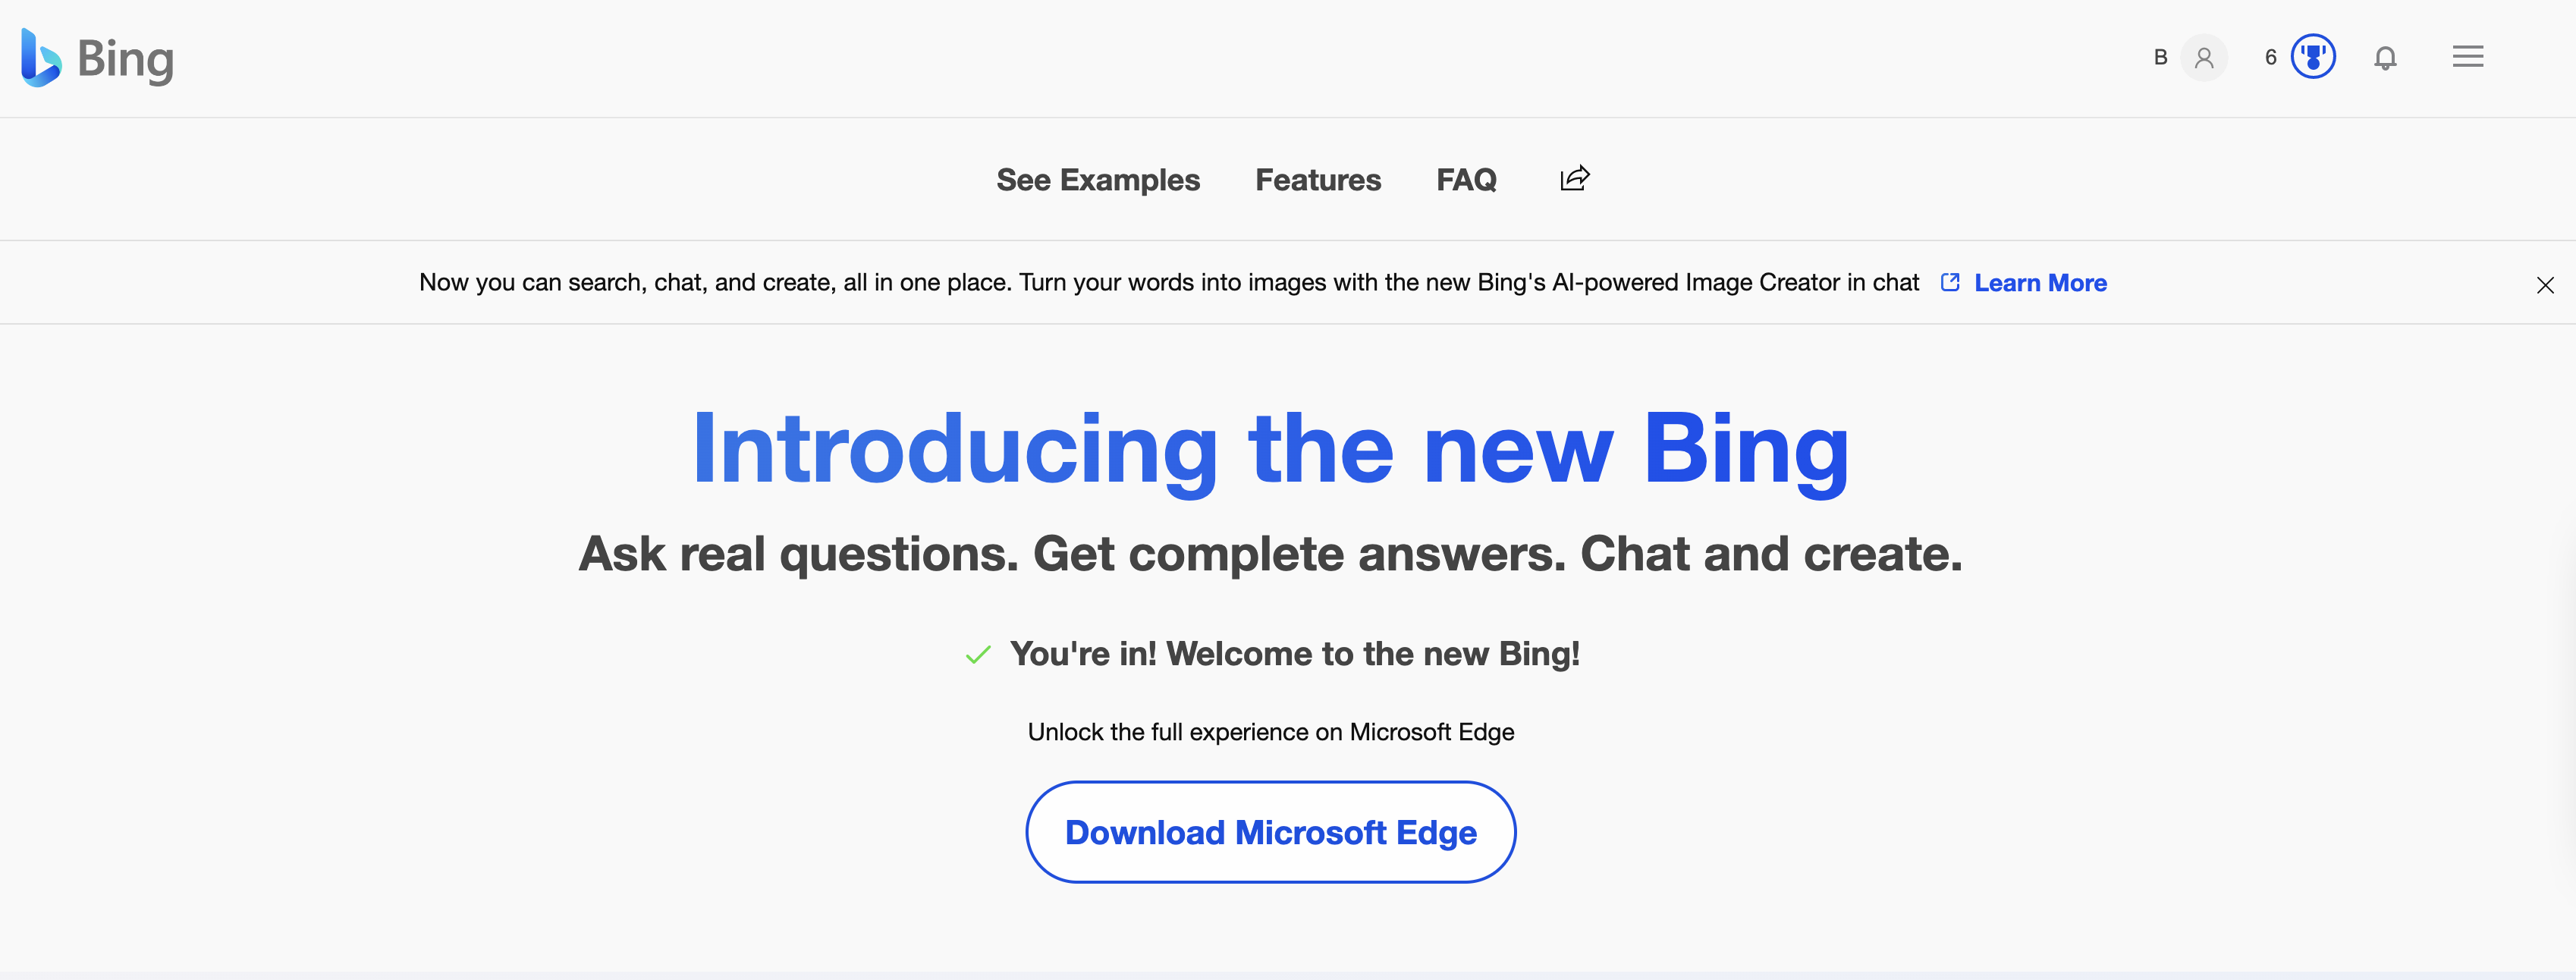 Bing
B
6
See Examples
Features
FAQ
Now you can search, chat, and create, all in one place. Turn your words into images with the new Bing's AI-powered Image Creator in chat
Learn More
Introducing the new Bing
Ask real questions. Get complete answers. Chat and create.
You're in! Welcome to the new Bing!
Unlock the full experience on Microsoft Edge
Download Microsoft Edge